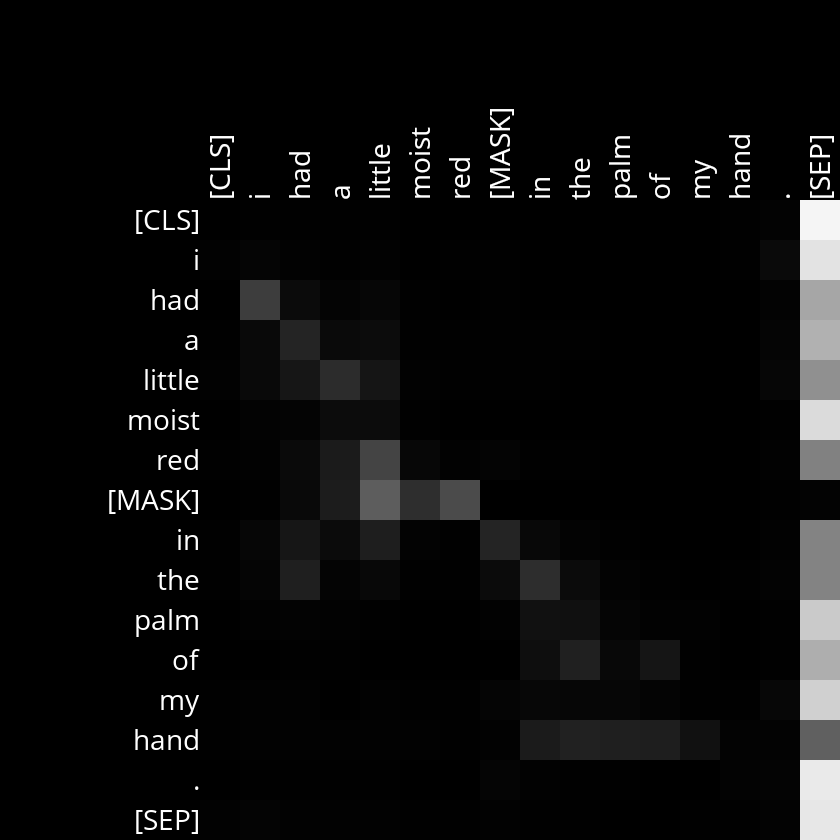 [CLS] i had a little moist red [MASK] in the palm of my hand . [SEP]
[CLS]
i
had
a
little
moist
red
[MASK]
in
the
palm
of
my
hand
.
[SEP]